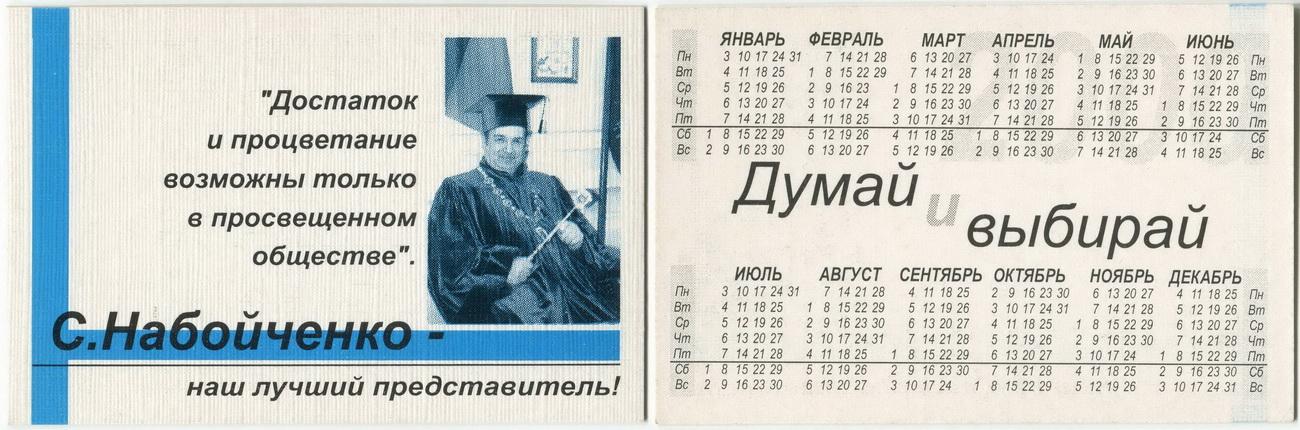 "Достаток
и процветание
возможны только
в просвещенном
обществе".
С.Набойченко -
наш лучший представитель!
ЯНВАРЬ ФЕВРАЛЬ МАРТ АПРЕЛЬ МАЙ ИЮНЬ
Пн 3 10 17 24 31 7 14 21 28 6 13 20 27 3 10 17 24 1 8 15 22 29 5 12 19 26 Пн
Вт 4 11 18 25 1 8 15 22 29 7 14 21 28 4 11 18 25 2 9 16 23 30 6 13 20 27 Вт
Ср 5 12 19 26 2 9 16 23 1 8 15 22 29 5 12 19 26 3 10 17 24 31 7 14 21 28 Ср
Чт 6 13 20 27 3 10 17 24 2 9 16 23 30 6 13 20 27 4 11 18 25 1 8 15 22 29 Чт
Пт 7 14 21 28 4 11 18 25 3 10 17 24 31 7 14 21 28 5 12 19 26 2 9 16 23 30 Пт
Сб 1 8 15 22 29 5 12 19 26 4 11 18 25 1 8 15 22 29 6 13 20 27 3 10 17 24 Сб
Вс 2 9 16 23 30 6 13 20 27 5 12 19 26 2 9 16 23 30 7 14 21 28 4 11 18 25 Вс
Думай
и
выбирай
ИЮЛЬ АВГУСТ СЕНТЯБРЬ ОКТЯБРЬ НОЯБРЬ ДЕКАБРЬ
Пн 3 10 17 24 31 7 14 21 28 4 11 18 25 2 9 16 23 30 6 13 20 27 4 11 18 25 Пн
Вт 4 11 18 25 1 8 15 22 29 5 12 19 26 3 10 17 24 31 7 14 21 28 5 12 19 26 Вт
Ср 5 12 19 26 2 9 16 23 30 6 13 20 27 4 11 18 25 1 8 15 22 29 6 13 20 27 Ср
Чт 6 13 20 27 3 10 17 24 31 7 14 21 28 5 12 19 26 2 9 16 23 30 7 14 21 28 Чт
Пт 7 14 21 28 4 11 18 25 1 8 15 22 29 6 13 20 27 3 10 17 24 1 8 15 22 29 Пт
Сб 1 8 15 22 29 5 12 19 26 2 9 16 23 30 7 14 21 28 4 11 18 25 2 9 16 23 30 Сб
Вс 2 9 16 23 30 6 13 20 27 3 10 17 24 1 8 15 22 29 5 12 19 26 3 10 17 24 31 Вс